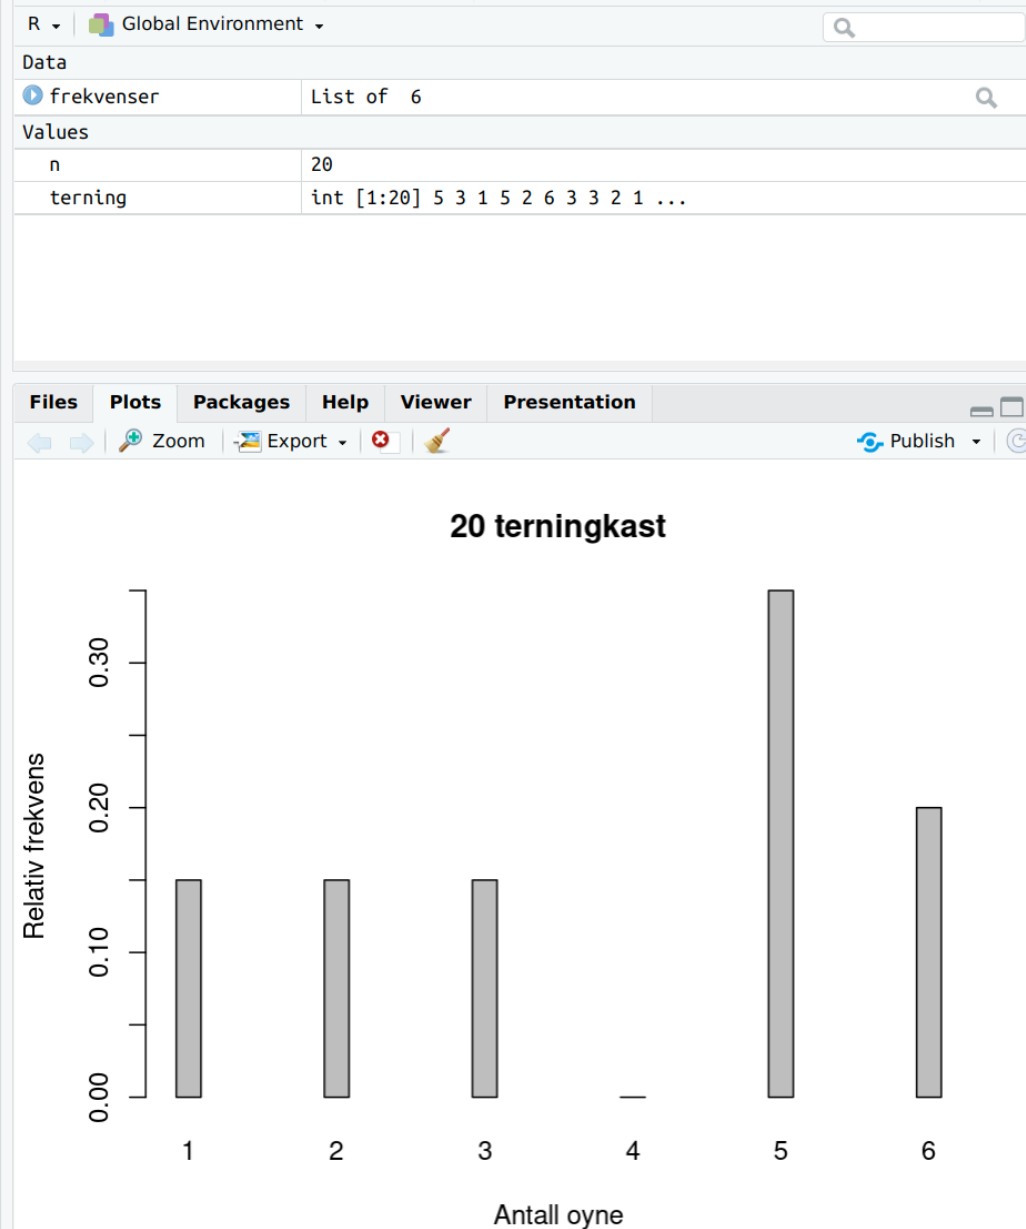 R Global Environment
Data
frekvenser List of 6
Values
n 20
terning int [1:20] 5 3 1 5 2 6 3 3 2 1 ...
Files Plots Packages Help Viewer Presentation
Zoom Export Publish
20 terningkast
0.30
0.20
0.10
0.00
Relativ frekvens
1 2 3 4 5 6
Antall oyne